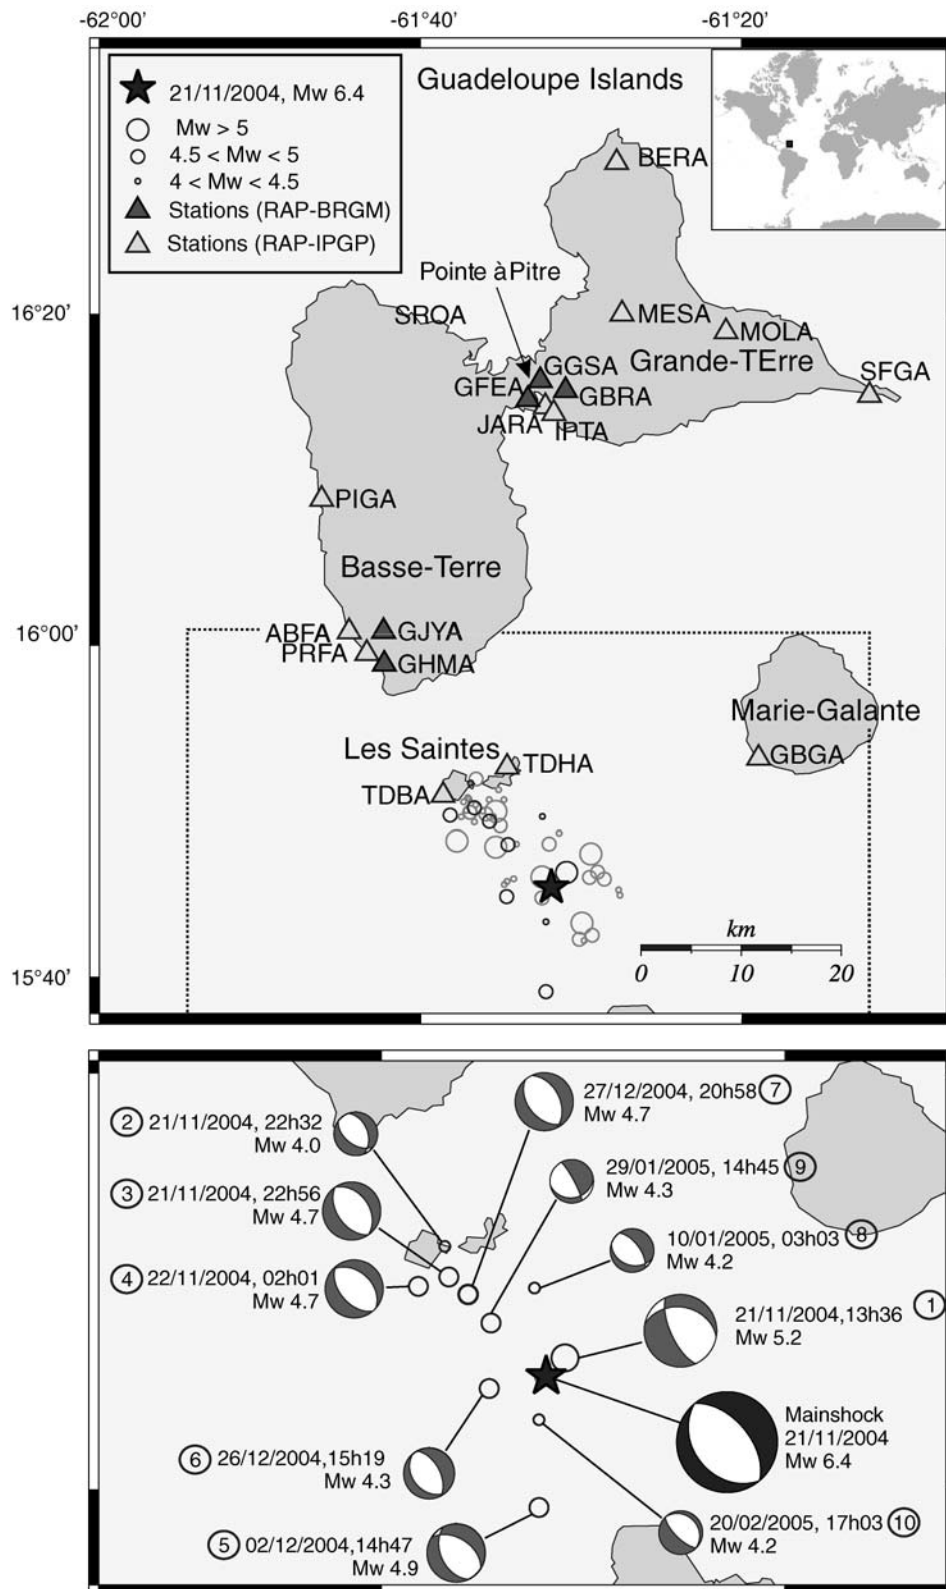 -62°00'
-61°40'
-61°20'
Guadeloupe Islands
21/11/2004, Mw 6.4
Mw > 5
4.5 < Mw < 5
4 < Mw < 4.5
Stations (RAP-BRGM)
Stations (RAP-IPGP)
BERA
Pointe à Pitre
16°20'
SROA
MESA
MOLA
Grande-TErre
GGSA
SFGA
GFEA
GBRA
JARA
IPTA
PIGA
Basse-Terre
16°00'
ABFA
GJYA
PRFA
GHMA
Marie-Galante
Les Saintes
GBGA
TDHA
TDBA
km
0 10 20
15°40'
27/12/2004, 20h58 7
Mw 4.7
2 21/11/2004, 22h32
Mw 4.0
29/01/2005, 14h45 9
Mw 4.3
3 21/11/2004, 22h56
Mw 4.7
10/01/2005, 03h03 8
Mw 4.2
4 22/11/2004, 02h01
Mw 4.7
21/11/2004,13h36 1
Mw 5.2
Mainshock
21/11/2004
Mw 6.4
6 26/12/2004,15h19
Mw 4.3
20/02/2005, 17h03 10
Mw 4.2
5 02/12/2004,14h47
Mw 4.9